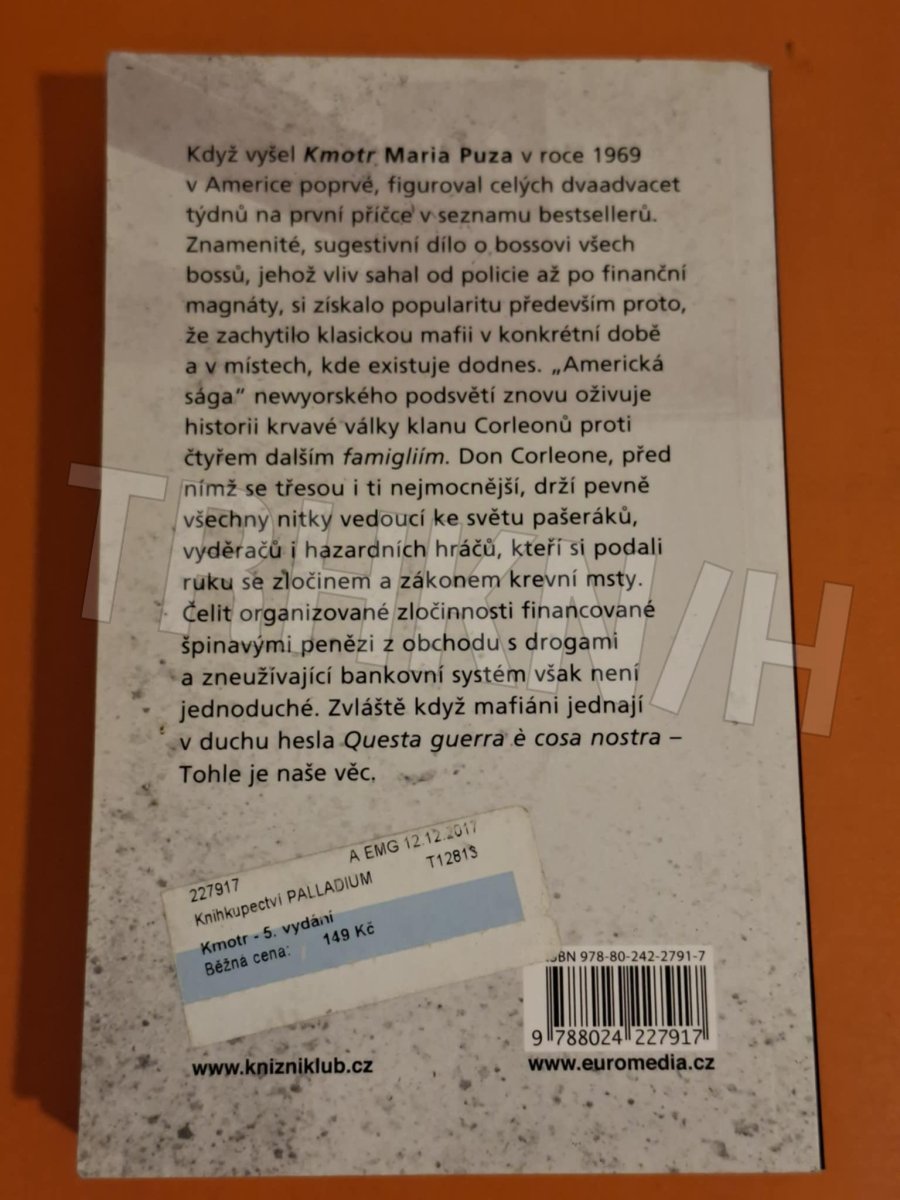 Když vyšel Kmotr Maria Puza v roce 1969
v Americe poprvé, figuroval celých dvaadvacet
týdnů na první příčce v seznamu bestsellerů.
Znamenité, sugestivní dílo o bossovi všech
bossů, jehož vliv sahal od policie až po finanční
magnáty, si získalo popularitu především proto,
že zachytilo klasickou mafii v konkrétní době
a v místech, kde existuje dodnes. „Americká
sága“ newyorského podsvětí znovu oživuje
historii krvavé války klanu Corleonů proti
čtyřem dalším famigliím. Don Corleone, před
nímž se třesou i ti nejmocnější, drží pevně
všechny nitky vedoucí ke světu pašeráků,
vyděračů i hazardních hráčů, kteří si podali
ruku se zločinem a zákonem krevní msty.
Čelit organizované zločinnosti financované
špinavými penězi z obchodu s drogami
a zneužívající bankovní systém však není
jednoduché. Zvláště když mafiáni jednají
v duchu hesla Questa guerra è cosa nostra –
Tohle je naše věc.
227917 A EMG 12.12.2017
Knihkupectví PALLADIUM T1281S
Kmotr - 5. vydání
Běžná cena: 149 Kč
ISBN 978-80-242-2791-7
9 788024 227917
www.knizniklub.cz www.euromedia.cz